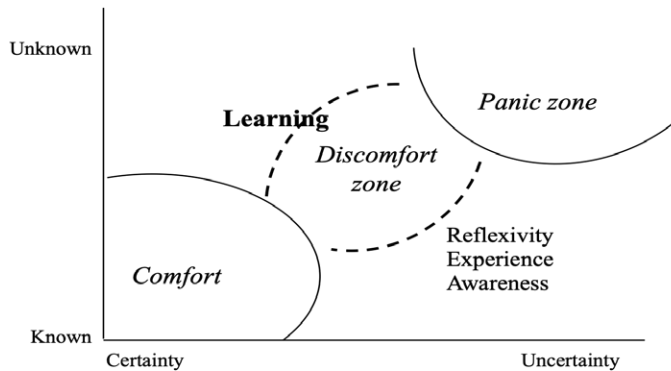 Unknown
Panic zone
Learning
Discomfort
zone
Reflexivity
Experience
Awareness
Comfort
Known
Certainty
Uncertainty